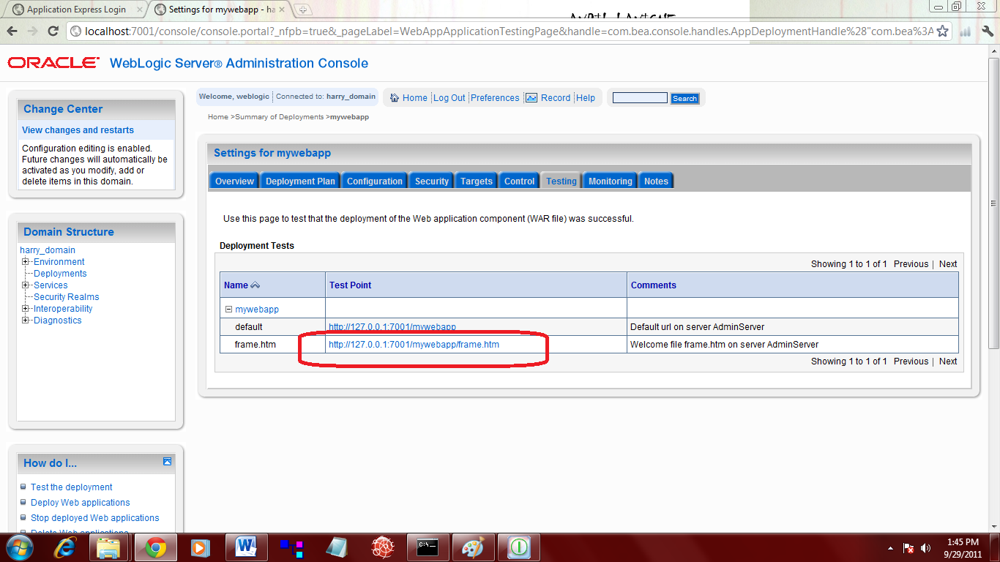 Application Express Login
Settings for mywebapp - ha
AVRIL LAVIGNE
localhost:7001/console/console.portal?_nfpb=true&_pageLabel=WebAppApplicationTestingPage&handle=com.bea.console.handles.AppDeploymentHandle%28"com.bea%3A
ORACLE® WebLogic Server® Administration Console
Change Center
View changes and restarts
Configuration editing is enabled.
Future changes will automatically be
activated as you modify, add or
delete items in this domain.
Domain Structure
harry_domain
Environment
Deployments
Services
Security Realms
Interoperability
Diagnostics
How do I...
Test the deployment
Deploy Web applications
Stop deployed Web applications
Delete Web applications
Welcome, weblogic Connected to: harry_domain
Home Log Out Preferences Record Help
Search
Home >Summary of Deployments >mywebapp
Settings for mywebapp
Overview Deployment Plan Configuration Security Targets Control Testing Monitoring Notes
Use this page to test that the deployment of the Web application component (WAR file) was successful.
Deployment Tests
Showing 1 to 1 of 1 Previous | Next
Name Test Point Comments
mywebapp
default http://127.0.0.1:7001/mywebapp Default url on server AdminServer
frame.htm http://127.0.0.1:7001/mywebapp/frame.htm Welcome file frame.htm on server AdminServer
Showing 1 to 1 of 1 Previous | Next
1:45 PM
9/29/2011